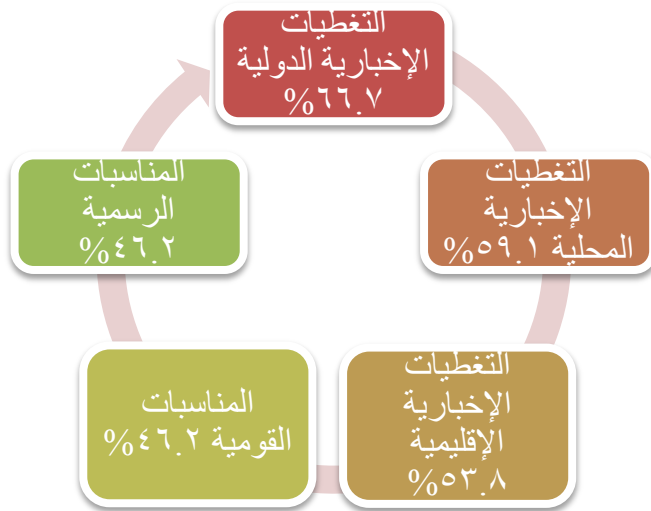 التغطيات
الإخبارية الدولية
٦٦.٧%
التغطيات
الإخبارية
المحلية ٥٩.١%
التغطيات
الإخبارية
الإقليمية
٥٣.٨%
المناسبات
القومية ٤٦.٢%
المناسبات
الرسمية
٤٦.٢%